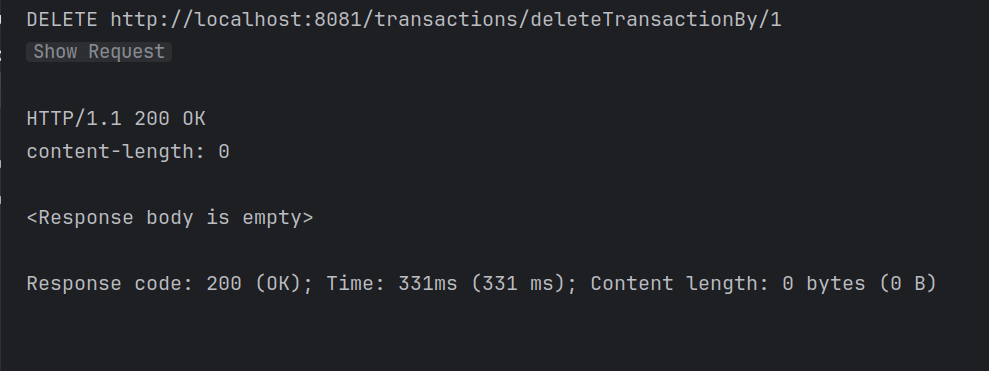 DELETE http://localhost:8081/transactions/deleteTransactionBy/1
Show Request
HTTP/1.1 200 OK
content-length: 0
<Response body is empty>
Response code: 200 (OK); Time: 331ms (331 ms); Content length: 0 bytes (0 B)